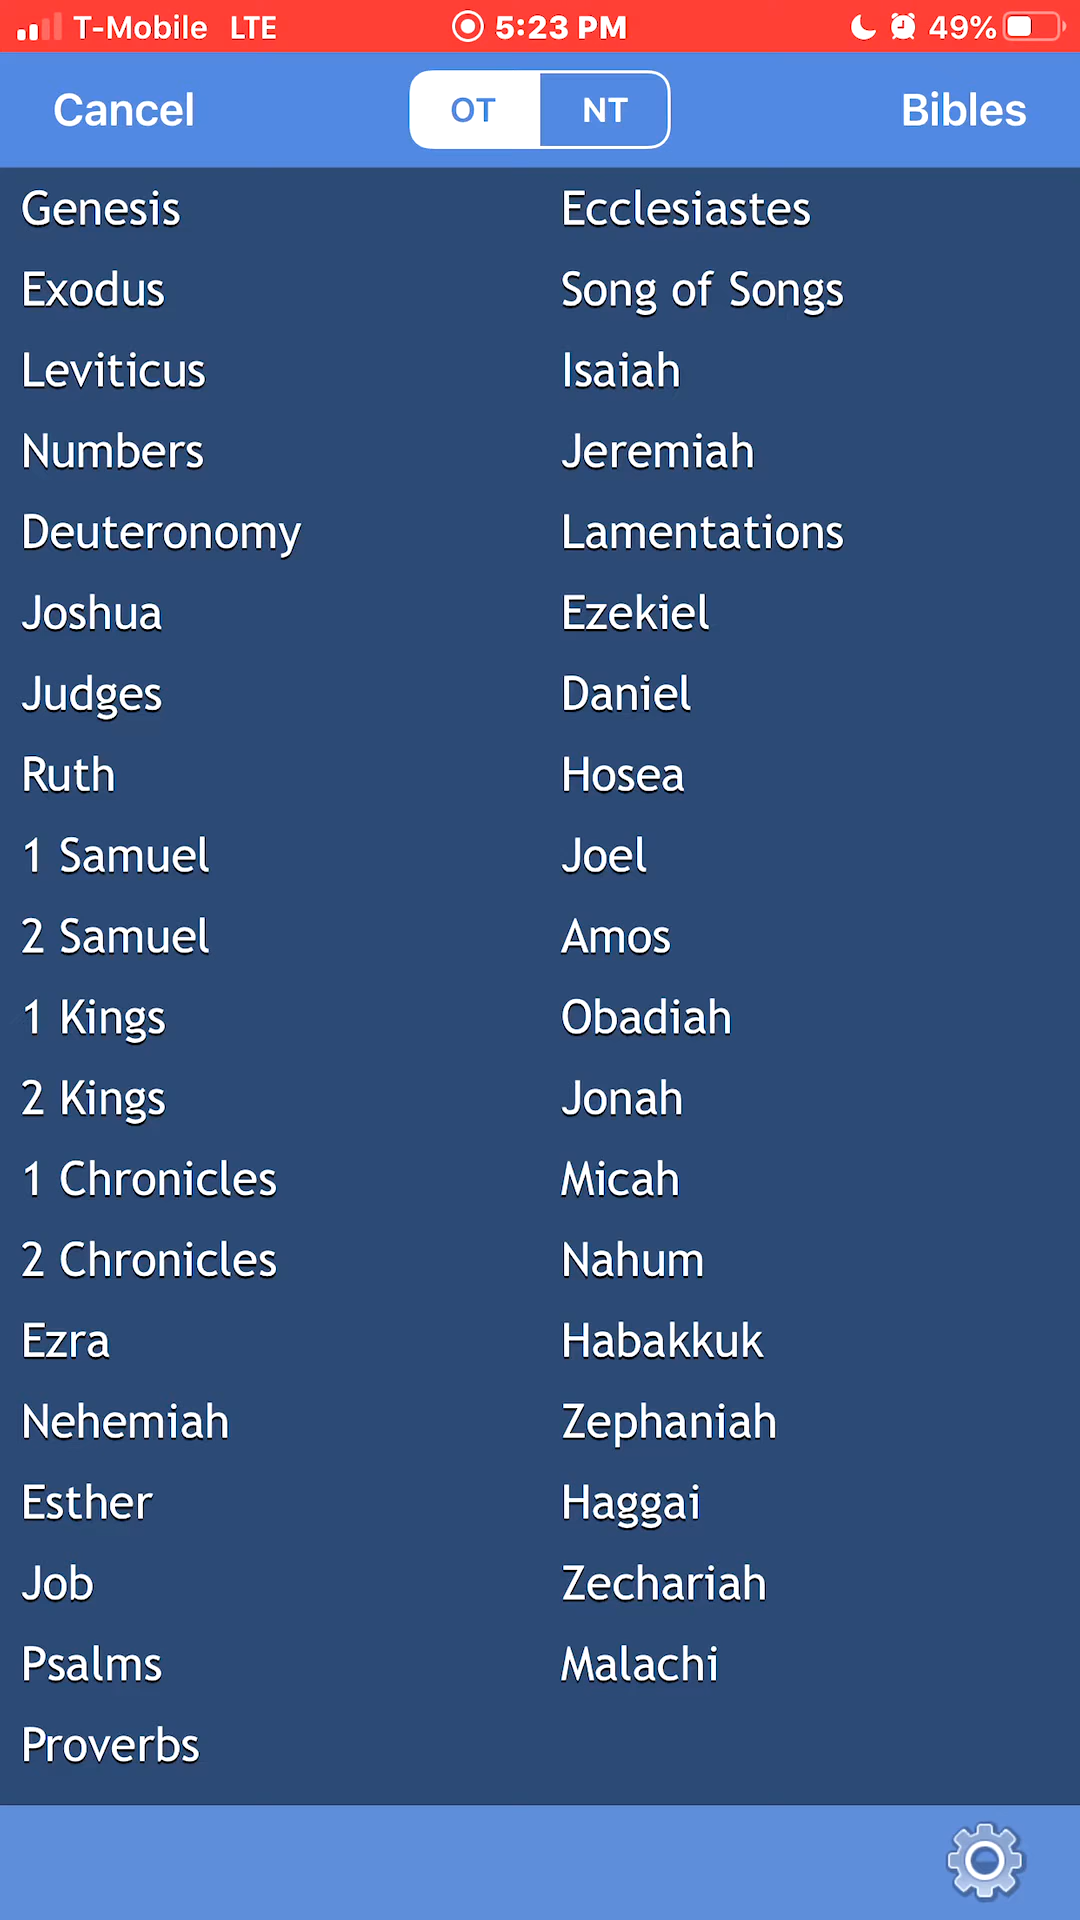 T-Mobile LTE 5:23 PM 49%
Cancel OT NT Bibles
Genesis
Exodus
Leviticus
Numbers
Deuteronomy
Joshua
Judges
Ruth
1 Samuel
2 Samuel
1 Kings
2 Kings
1 Chronicles
2 Chronicles
Ezra
Nehemiah
Esther
Job
Psalms
Proverbs
Ecclesiastes
Song of Songs
Isaiah
Jeremiah
Lamentations
Ezekiel
Daniel
Hosea
Joel
Amos
Obadiah
Jonah
Micah
Nahum
Habakkuk
Zephaniah
Haggai
Zechariah
Malachi